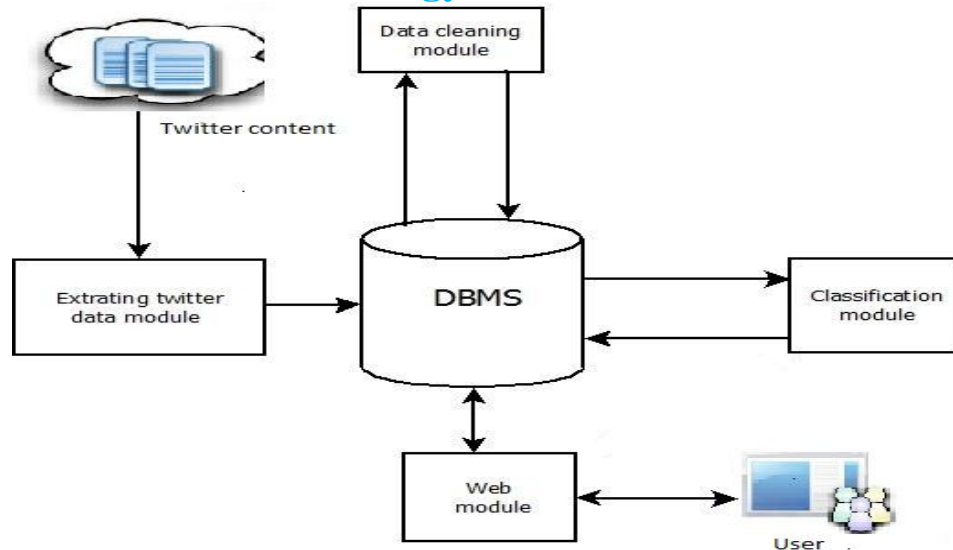 Data cleaning
module
Twitter content
Extrating twitter
data module
DBMS
Classification
module
Web
module
User